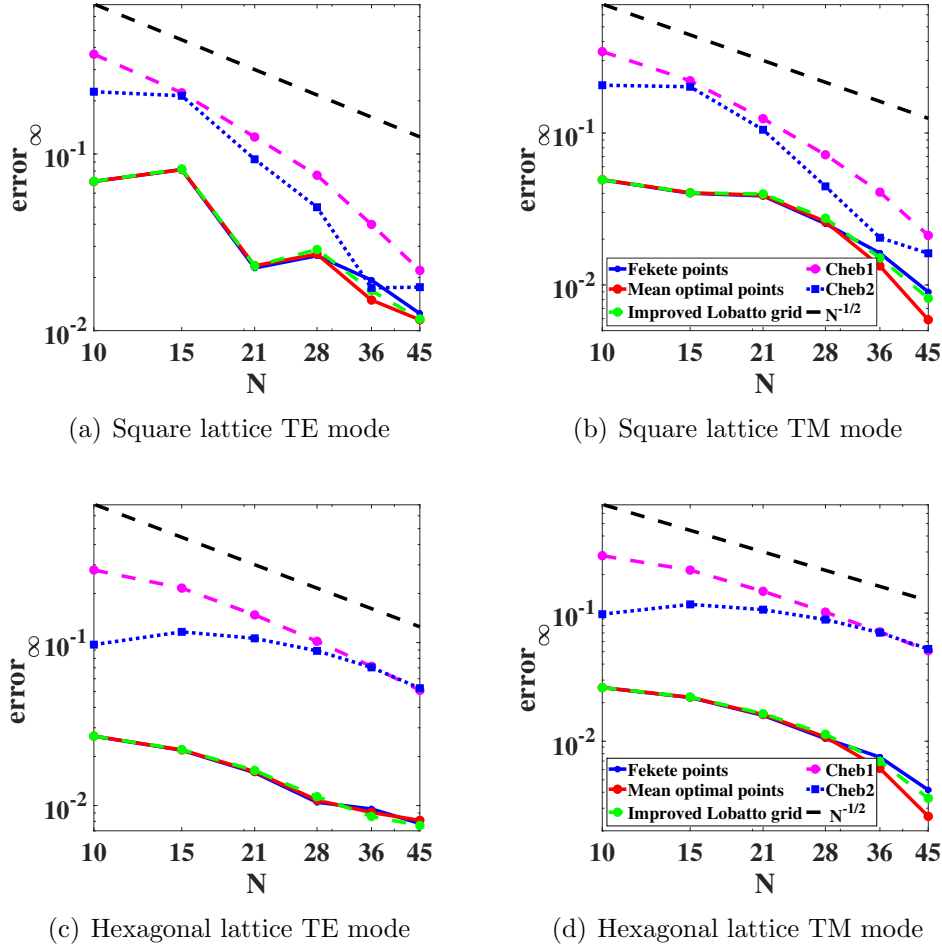 error∞
10⁻¹
10⁻²
10 15 21 28 36 45
N
(a) Square lattice TE mode
error∞
10⁻¹
10⁻²
Fekete points
Mean optimal points
Improved Lobatto grid
Cheb1
Cheb2
N⁻¹/²
10 15 21 28 36 45
N
(b) Square lattice TM mode
error∞
10⁻¹
10⁻²
10 15 21 28 36 45
N
(c) Hexagonal lattice TE mode
error∞
10⁻¹
10⁻²
Fekete points
Mean optimal points
Improved Lobatto grid
Cheb1
Cheb2
N⁻¹/²
10 15 21 28 36 45
N
(d) Hexagonal lattice TM mode